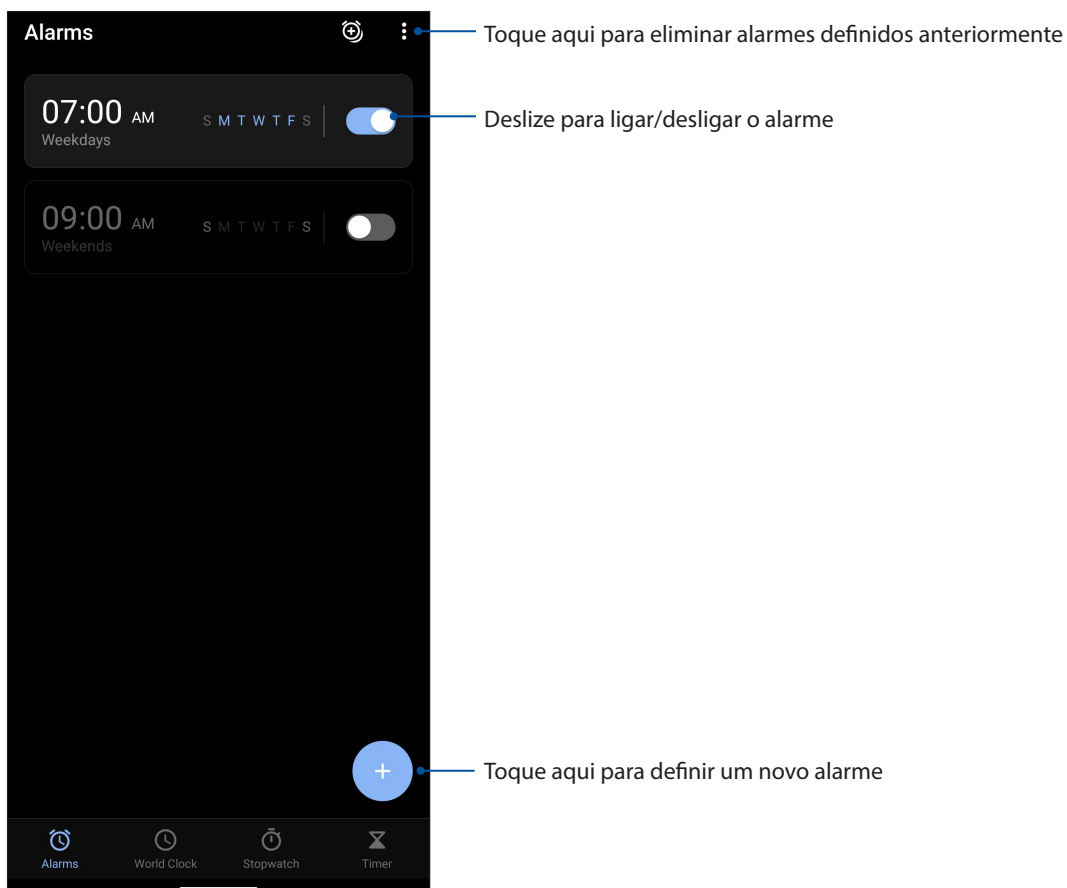 Alarms
Toque aqui para eliminar alarmes definidos anteriormente
07:00 AM S M T W T F S
Weekdays
Deslize para ligar/desligar o alarme
09:00 AM S M T W T F S
Weekends
+
Toque aqui para definir um novo alarme
Alarms World Clock Stopwatch Timer